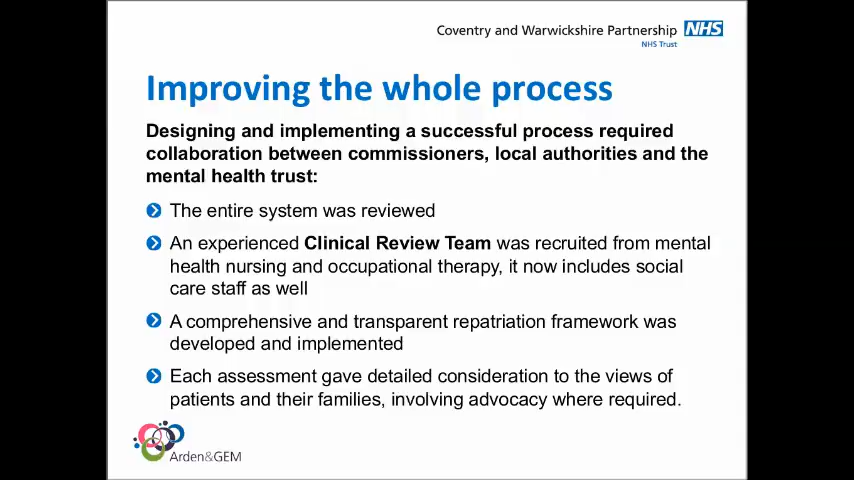 Coventry and Warwickshire Partnership NHS
NHS Trust
Improving the whole process
Designing and implementing a successful process required
collaboration between commissioners, local authorities and the
mental health trust:
The entire system was reviewed
An experienced Clinical Review Team was recruited from mental
health nursing and occupational therapy, it now includes social
care staff as well
A comprehensive and transparent repatriation framework was
developed and implemented
Each assessment gave detailed consideration to the views of
patients and their families, involving advocacy where required.
Arden&GEM